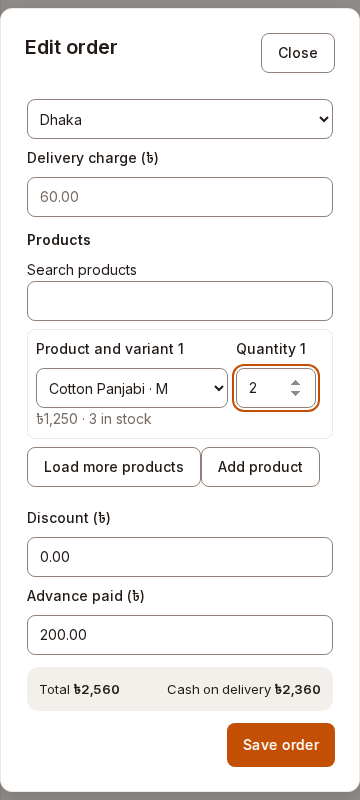 Edit order
Close
Dhaka
Delivery charge (৳)
60.00
Products
Search products
Product and variant 1
Quantity 1
Cotton Panjabi · M
2
৳1,250 · 3 in stock
Load more products
Add product
Discount (৳)
0.00
Advance paid (৳)
200.00
Total ৳2,560
Cash on delivery ৳2,360
Save order